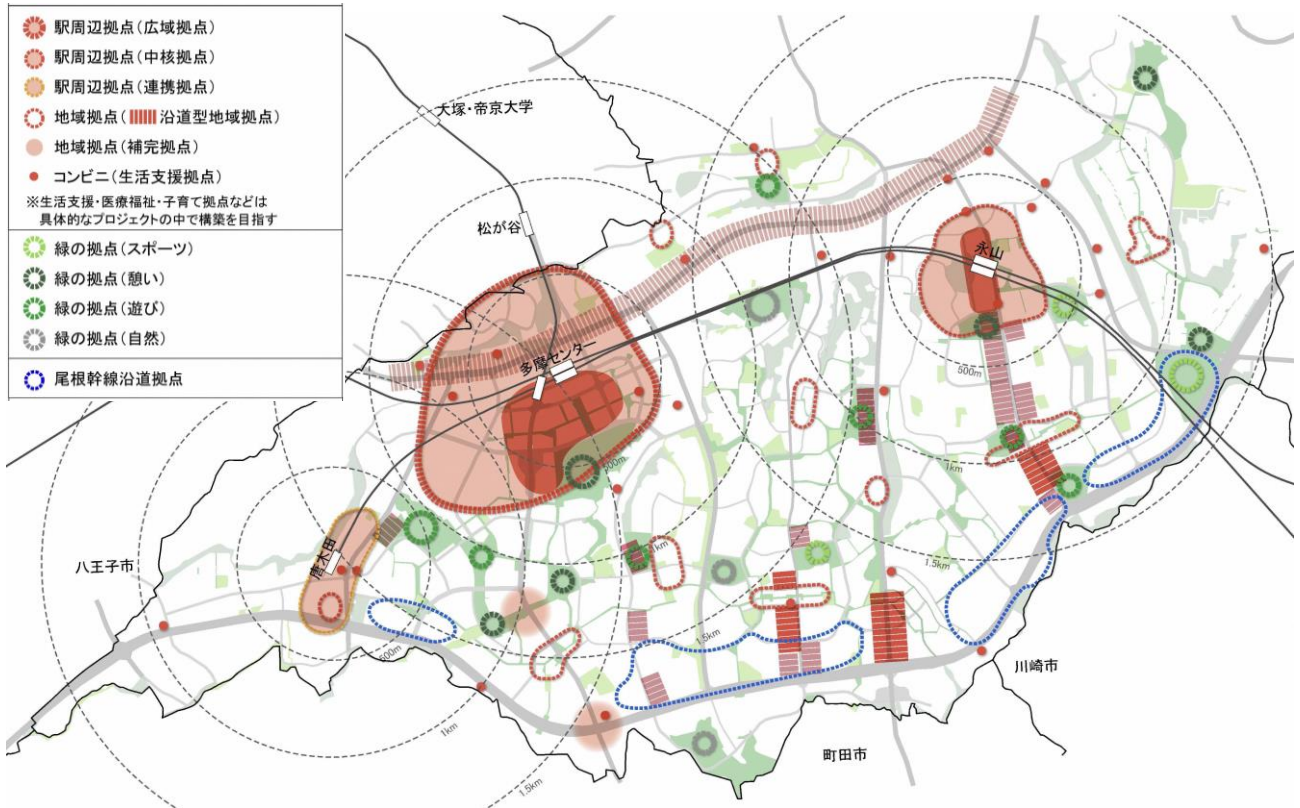 駅周辺拠点(広域拠点)
駅周辺拠点(中核拠点)
駅周辺拠点(連携拠点)
地域拠点(沿道型地域拠点)
地域拠点(補完拠点)
コンビニ(生活支援拠点)
※生活支援・医療福祉・子育て拠点などは
具体的なプロジェクトの中で構築を目指す
緑の拠点(スポーツ)
緑の拠点(憩い)
緑の拠点(遊び)
緑の拠点(自然)
尾根幹線沿道拠点
大塚・帝京大学
松が谷
永山
多摩センター
500m
500m
1km
1km
1.5km
唐木田
八王子市
500m
1.5km
川崎市
1km
町田市
1.5km